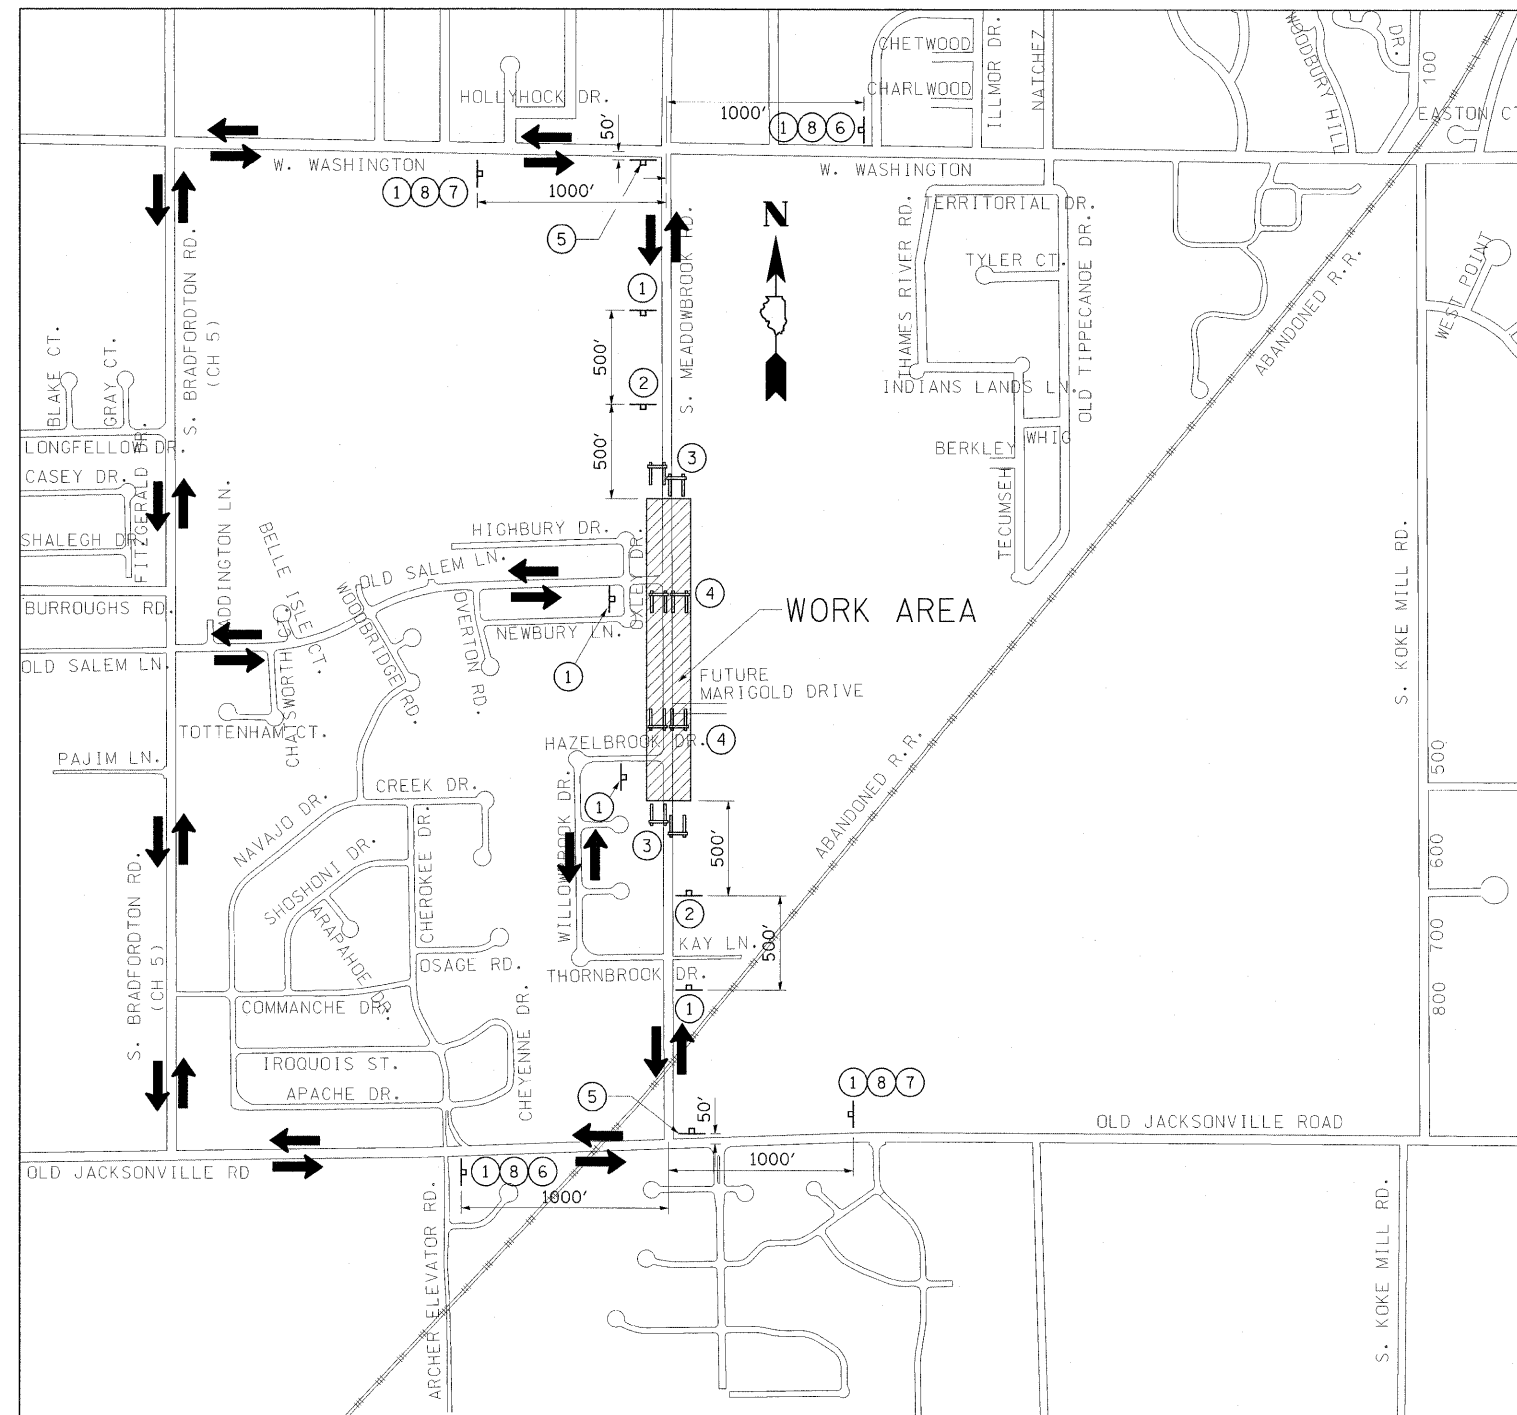 CHETWOOD
ILLMOR DR.
NATCHEZ
WOODBURY HILL
DR.
100
HOLLYHOCK DR.
CHARLWOOD
1000'
50'
1 8 6
EASTON CT
W. WASHINGTON
W. WASHINGTON
1 8 7
1000'
5
N
TERRITORIAL DR.
THAMES RIVER RD.
TYLER CT.
OLD TIPPECANOE DR.
ABANDONED R.R.
WEST POINT
S. BRADFORDTON RD.
(CH 5)
S. MEADOWBROOK RD.
1
500'
2
500'
BLAKE CT.
GRAY CT.
INDIANS LANDS LN.
LONGFELLOW DR.
FITZGERALD DR.
BERKLEY
WHIG
TECUMSEH
CASEY DR.
3
SHALEGH DR.
ADDINGTON LN.
BELLE ISLE CT.
HIGHBURY DR.
OXLEY DR.
OLD SALEM LN.
WOODBRIDGE RD.
OVERTON RD.
4
WORK AREA
S. KOKE MILL RD.
BURROUGHS RD.
NEWBURY LN.
1
OLD SALEM LN.
CHATSWORTH CT.
FUTURE
MARIGOLD DRIVE
TOTTENHAM CT.
HAZELBROOK DR.
4
PAJIM LN.
1
CREEK DR.
NAVAJO DR.
WILLOWBROOK DR.
ABANDONED R.R.
500
3
500'
SHOSHONI DR.
CHEROKEE DR.
600
2
S. BRADFORDTON RD.
(CH 5)
ARAPAHOE DR.
KAY LN.
500'
700
OSAGE RD.
THORNBROOK DR.
COMMANCHE DR.
1
800
CHEYENNE DR.
IROQUOIS ST.
APACHE DR.
5
50'
1 8 7
OLD JACKSONVILLE ROAD
OLD JACKSONVILLE RD
1 8 6
1000'
1000'
ARCHER ELEVATOR RD.
S. KOKE MILL RD.